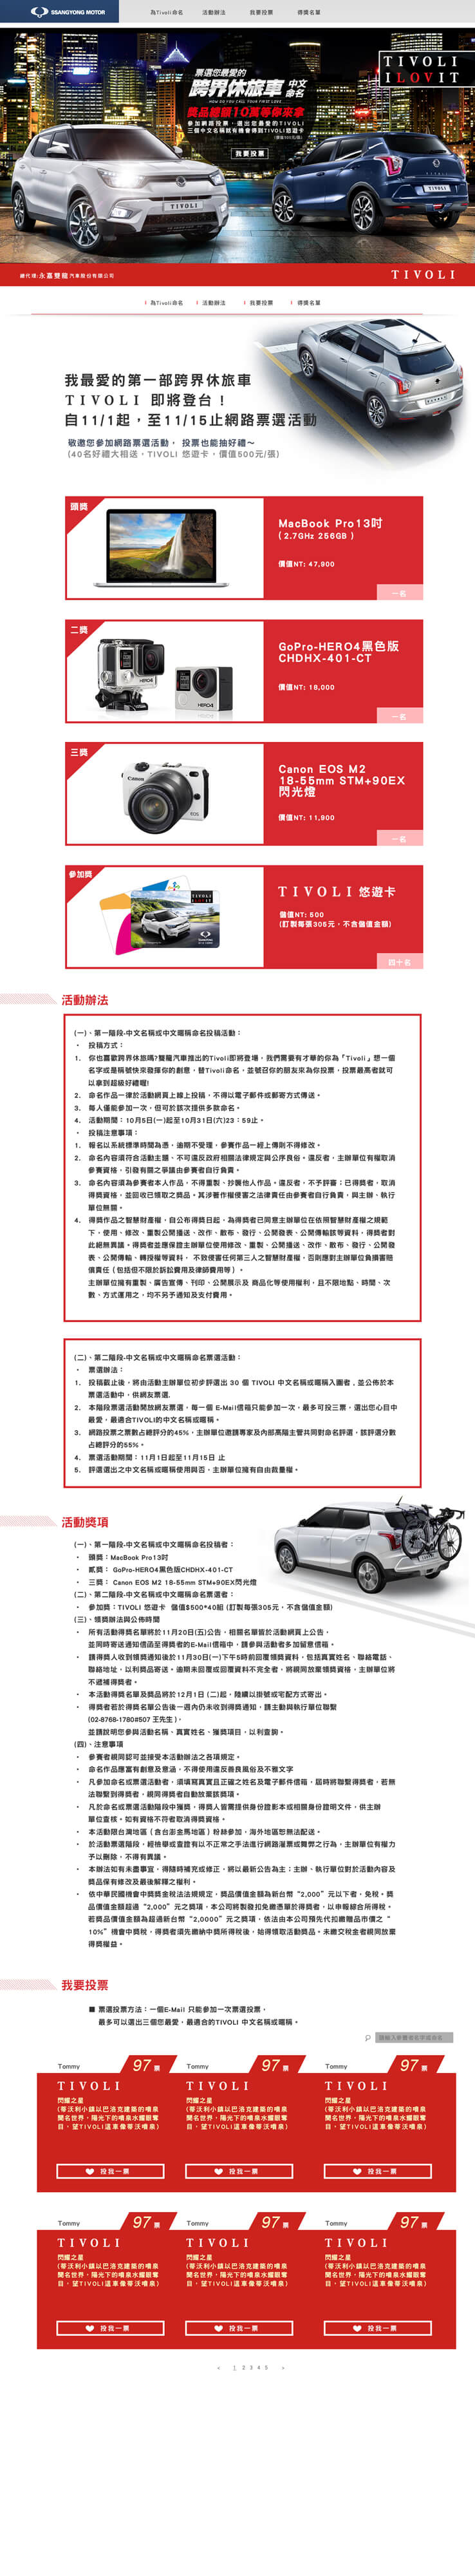 SSANGYONG MOTOR
為Tivoli命名 活動辦法 我要投票 得獎名單
TIVOLI
ILOVIT
票選您最愛的
跨界休旅車 中文命名
HOW DO YOU CALL YOUR FIRST LOVE
獎品總額10萬等你來拿
參加網路投票，選出您最愛的TIVOLI
三個中文名稱就有機會得到TIVOLI悠遊卡
我要投票
TIVOLI
TIVOLI
總代理:永嘉雙龍汽車股份有限公司
TIVOLI
為Tivoli命名 活動辦法 我要投票 得獎名單
我最愛的第一部跨界休旅車
TIVOLI 即將登台！
自11/1起，至11/15止網路票選活動
敬邀您參加網路票選活動， 投票也能抽好禮～
(40名好禮大相送，TIVOLI 悠遊卡，價值500元/張)
頭獎
MacBook Pro13吋
( 2.7GHz 256GB )
價值NT: 47,900
一名
二獎
GoPro-HERO4黑色版
CHDHX-401-CT
價值NT: 18,000
一名
三獎
Canon EOS M2
18-55mm STM+90EX
閃光燈
價值NT: 11,900
一名
參加獎
TIVOLI 悠遊卡
儲值NT: 500
(訂製每張305元，不含儲值金額)
四十名
活動辦法
(一)、第一階段-中文名稱或中文暱稱命名投稿活動：
• 投稿方式：
1. 你也喜歡跨界休旅嗎?雙龍汽車推出的Tivoli即將登場，我們需要有才華的你為「Tivoli」想一個
名字或是稱號快來發揮你的創意，替Tivoli命名，並號召你的朋友來為你投票，投票最高者就可
以拿到超級好禮喔!
2. 命名作品一律於活動網頁上線上投稿，不得以電子郵件或郵寄方式傳送。
3. 每人僅能參加一次，但可於該次提供多款命名。
4. 活動期間：10月5日(一)起至10月31日(六)23：59止。
• 投稿注意事項：
1. 報名以系統標準時間為憑，逾期不受理，參賽作品一經上傳則不得修改。
2. 命名內容須符合活動主題、不可違反政府相關法律規定與公序良俗。違反者，主辦單位有權取消
參賽資格，引發有關之爭議由參賽者自行負責。
3. 命名內容須為參賽者本人作品，不得重製、抄襲他人作品。違反者，不予評審；已得獎者，取消
得獎資格，並回收已領取之獎品。其涉著作權侵害之法律責任由參賽者自行負責，與主辦、執行
單位無關。
4. 得獎作品之智慧財產權，自公布得獎日起，為得獎者已同意主辦單位在依照智慧財產權之規範
下，使用、修改、重製公開播送、改作、散布、發行、公開發表、公開傳輸該等資料，得獎者對
此絕無異議。得獎者並應保證主辦單位使用修改、重製、公開播送、改作、散布、發行、公開發
表、公開傳輸、轉授權等資料， 不致侵害任何第三人之智慧財產權，否則應對主辦單位負損害賠
償責任（包括但不限於訴訟費用及律師費用等）。
主辦單位擁有重製、廣告宣傳、刊印、公開展示及 商品化等使用權利，且不限地點、時間、次
數、方式運用之，均不另予通知及支付費用。
(二)、第二階段-中文名稱或中文暱稱命名票選活動：
• 票選辦法：
1. 投稿截止後，將由活動主辦單位初步評選出 30 個 TIVOLI 中文名稱或暱稱入圍者，並公佈於本
票選活動中，供網友票選.
2. 本階段票選活動開放網友票選，每一個 E-Mail信箱只能參加一次，最多可投三票，選出您心目中
最愛，最適合TIVOLI的中文名稱或暱稱。
3. 網路投票之票數占總評分的45%，主辦單位邀請專家及內部高階主管共同對命名評選，該評選分數
占總評分的55%。
4. 票選活動期間：11月1日起至11月15日 止
5. 評選選出之中文名稱或暱稱使用與否，主辦單位擁有自由裁量權。
活動獎項
(一)、第一階段-中文名稱或中文暱稱命名投稿者：
• 頭獎：MacBook Pro13吋
• 貳獎： GoPro-HERO4黑色版CHDHX-401-CT
• 三獎： Canon EOS M2 18-55mm STM+90EX閃光燈
(二)、第二階段-中文名稱或中文暱稱命名票選者：
• 參加獎：TIVOLI 悠遊卡 儲值$500*40組 (訂製每張305元，不含儲值金額)
(三)、領獎辦法與公佈時間
• 所有活動得獎名單將於11月20日(五)公告，相關名單皆於活動網頁上公告，
並同時寄送通知信函至得獎者的E-Mail信箱中，請參與活動者多加留意信箱。
• 請得獎人收到領獎通知後於11月30日(一)下午5時前回覆領獎資料，包括真實姓名、聯絡電話、
聯絡地址，以利獎品寄送。逾期未回覆或回覆資料不完全者，將視同放棄領獎資格，主辦單位將
不遞補得獎者。
• 本活動得獎名單及獎品將於12月1日 (二)起，陸續以掛號或宅配方式寄出。
• 得獎者若於得獎名單公告後一週內仍未收到得獎通知，請主動與執行單位聯繫
(02-8768-1780#507 王先生)，
並請說明您參與活動名稱、真實姓名、獲獎項目，以利查詢。
(四)、注意事項
• 參賽者視同認可並接受本活動辦法之各項規定。
• 命名作品應富有創意及意涵，不得使用違反善良風俗及不雅文字
• 凡參加命名或票選活動者，須填寫真實且正確之姓名及電子郵件信箱，屆時將聯繫得獎者，若無
法聯繫到得獎者，視同得獎者自動放棄該獎項。
• 凡於命名或票選活動階段中獲獎，得獎人皆需提供身份證影本或相關身份證明文件，供主辦
單位查核。如有資格不符者取消得獎資格。
• 本活動限台灣地區（含台澎金馬地區）粉絲參加，海外地區恕無法配送。
• 於活動票選階段，經檢舉或查證有以不正常之手法進行網路灌票或舞弊之行為，主辦單位有權力
予以刪除，不得有異議。
• 本辦法如有未盡事宜，得隨時補充或修正，將以最新公告為主；主辦、執行單位對於活動內容及
獎品保有修改及最後解釋之權利。
• 依中華民國機會中獎獎金稅法法規規定，獎品價值金額為新台幣“2,000”元以下者，免稅。獎
品價值金額超過“2,000”元之獎項，本公司將製發扣免繳憑單於得獎者，以申報綜合所得稅。
若獎品價值金額為超過新台幣“2,0000”元之獎項，依法由本公司預先代扣繳贈品市價之“
10%”機會中獎稅，得獎者須先繳納中獎所得稅後，始得領取活動獎品。未繳交稅金者視同放棄
得獎權益。
我要投票
■ 票選投票方法：一個E-Mail 只能參加一次票選投票，
最多可以選出三個您最愛，最適合的TIVOLI 中文名稱或暱稱。
Tommy 97 票 Tommy 97 票 Tommy 97 票
TIVOLI TIVOLI TIVOLI
閃耀之星 閃耀之星 閃耀之星
(蒂沃利小鎮以巴洛克建築的噴泉 (蒂沃利小鎮以巴洛克建築的噴泉 (蒂沃利小鎮以巴洛克建築的噴泉
聞名世界，陽光下的噴泉水耀眼奪 聞名世界，陽光下的噴泉水耀眼奪 聞名世界，陽光下的噴泉水耀眼奪
目，望TIVOLI這車像蒂沃噴泉) 目，望TIVOLI這車像蒂沃噴泉) 目，望TIVOLI這車像蒂沃噴泉)
投我一票 投我一票 投我一票
Tommy 97 票 Tommy 97 票 Tommy 97 票
TIVOLI TIVOLI TIVOLI
閃耀之星 閃耀之星 閃耀之星
(蒂沃利小鎮以巴洛克建築的噴泉 (蒂沃利小鎮以巴洛克建築的噴泉 (蒂沃利小鎮以巴洛克建築的噴泉
聞名世界，陽光下的噴泉水耀眼奪 聞名世界，陽光下的噴泉水耀眼奪 聞名世界，陽光下的噴泉水耀眼奪
目，望TIVOLI這車像蒂沃噴泉) 目，望TIVOLI這車像蒂沃噴泉) 目，望TIVOLI這車像蒂沃噴泉)
投我一票 投我一票 投我一票
< 1 2 3 4 5 >